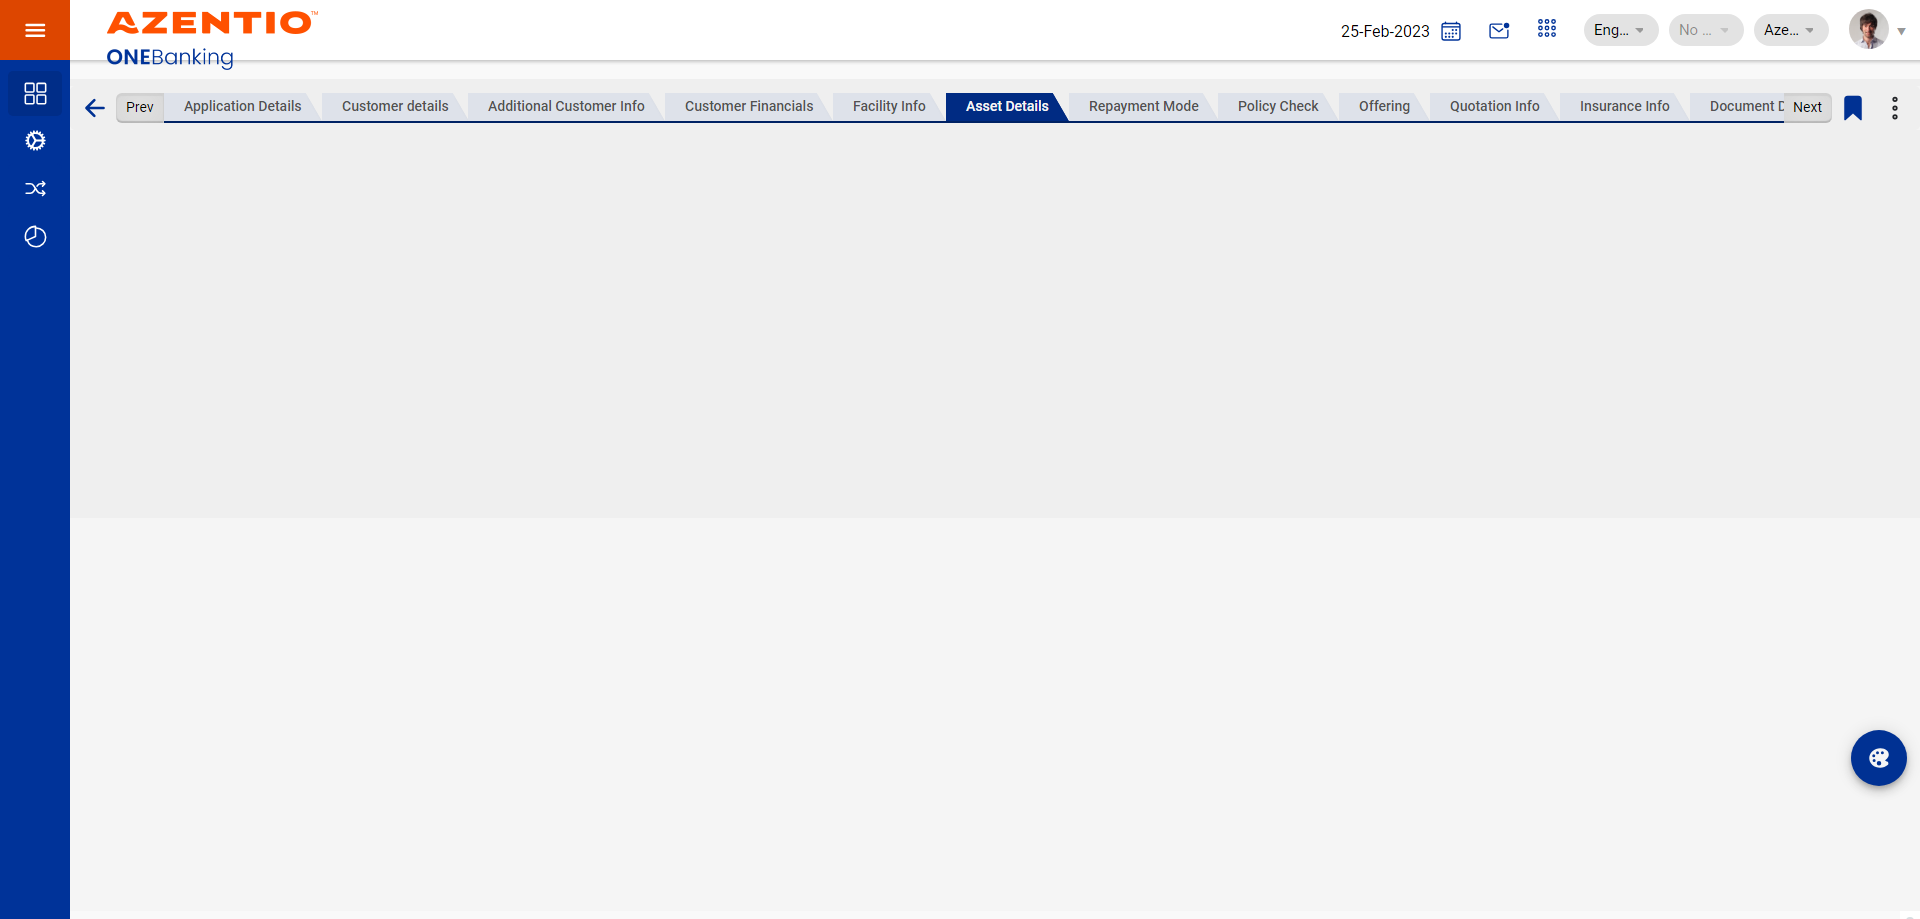 AZENTIO™
ONEBanking
25-Feb-2023
Eng...
No ...
Aze...
Prev
Application Details
Customer details
Additional Customer Info
Customer Financials
Facility Info
Asset Details
Repayment Mode
Policy Check
Offering
Quotation Info
Insurance Info
Document D
Next